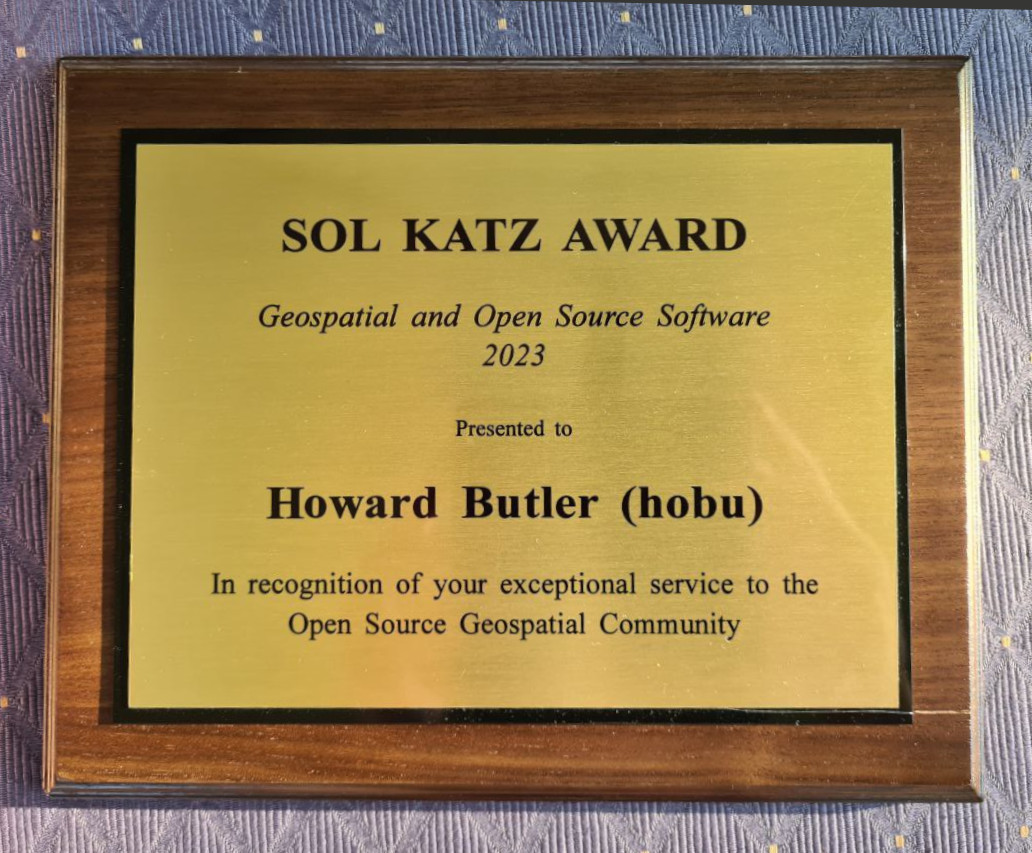 SOL KATZ AWARD
Geospatial and Open Source Software
2023
Presented to
Howard Butler (hobu)
In recognition of your exceptional service to the
Open Source Geospatial Community